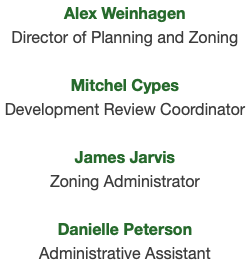 Alex Weinhagen
Director of Planning and Zoning
Mitchel Cypes
Development Review Coordinator
James Jarvis
Zoning Administrator
Danielle Peterson
Administrative Assistant